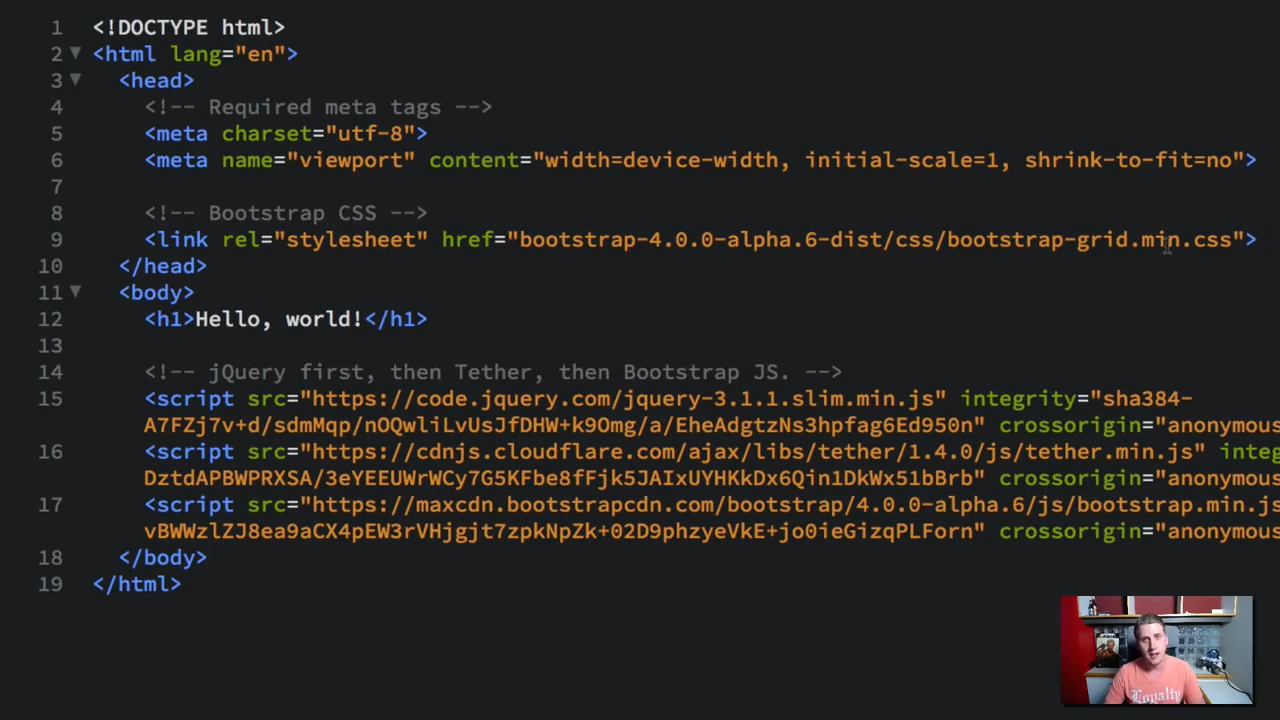 1 <!DOCTYPE html>
2 <html lang="en">
3 <head>
4 <!-- Required meta tags -->
5 <meta charset="utf-8">
6 <meta name="viewport" content="width=device-width, initial-scale=1, shrink-to-fit=no">
7
8 <!-- Bootstrap CSS -->
9 <link rel="stylesheet" href="bootstrap-4.0.0-alpha.6-dist/css/bootstrap-grid.min.css">
10 </head>
11 <body>
12 <h1>Hello, world!</h1>
13
14 <!-- jQuery first, then Tether, then Bootstrap JS. -->
15 <script src="https://code.jquery.com/jquery-3.1.1.slim.min.js" integrity="sha384-
A7FZj7v+d/sdmMqp/nOQwliLvUsJfDHW+k9Omg/a/EheAdgtzNs3hpfag6Ed950n" crossorigin="anonymous
16 <script src="https://cdnjs.cloudflare.com/ajax/libs/tether/1.4.0/js/tether.min.js" integ
DztdAPBWPRXSA/3eYEEUWrWCy7G5KFbe8fFjk5JAIxUYHKkDx6Qin1DkWx51bBrb" crossorigin="anonymous
17 <script src="https://maxcdn.bootstrapcdn.com/bootstrap/4.0.0-alpha.6/js/bootstrap.min.js
vBWWzlZJ8ea9aCX4pEW3rVHjgjt7zpkNpZk+02D9phzyeVkE+jo0ieGizqPLForn" crossorigin="anonymous
18 </body>
19 </html>
Loyalty